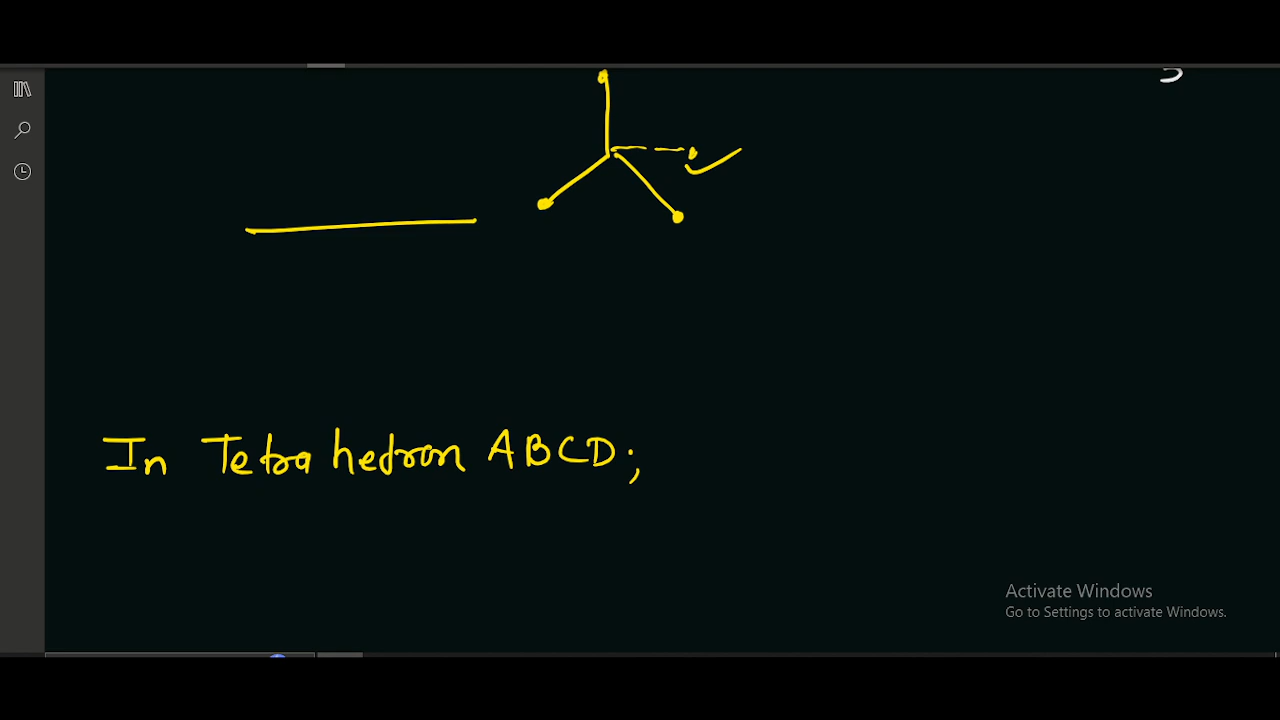 In Tetrahedron ABCD;
Activate Windows
Go to Settings to activate Windows.